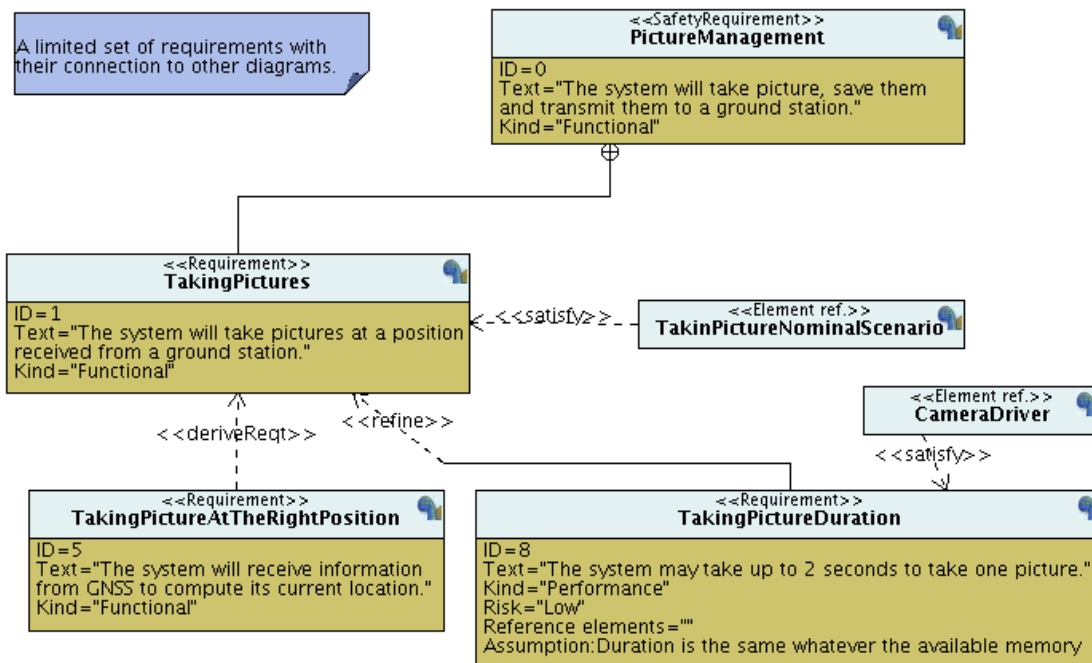 A limited set of requirements with
their connection to other diagrams.
<<SafetyRequirement>>
PictureManagement
ID=0
Text="The system will take picture, save them
and transmit them to a ground station."
Kind="Functional"
<<Requirement>>
TakingPictures
ID=1
Text="The system will take pictures at a position
received from a ground station."
Kind="Functional"
<<satisfy>>
<<Element ref.>>
TakinPictureNominalScenario
<<deriveReqt>>
<<refine>>
<<Element ref.>>
CameraDriver
<<satisfy>>
<<Requirement>>
TakingPictureAtTheRightPosition
ID=5
Text="The system will receive information
from GNSS to compute its current location."
Kind="Functional"
<<Requirement>>
TakingPictureDuration
ID=8
Text="The system may take up to 2 seconds to take one picture."
Kind="Performance"
Risk="Low"
Reference elements=""
Assumption:Duration is the same whatever the available memory